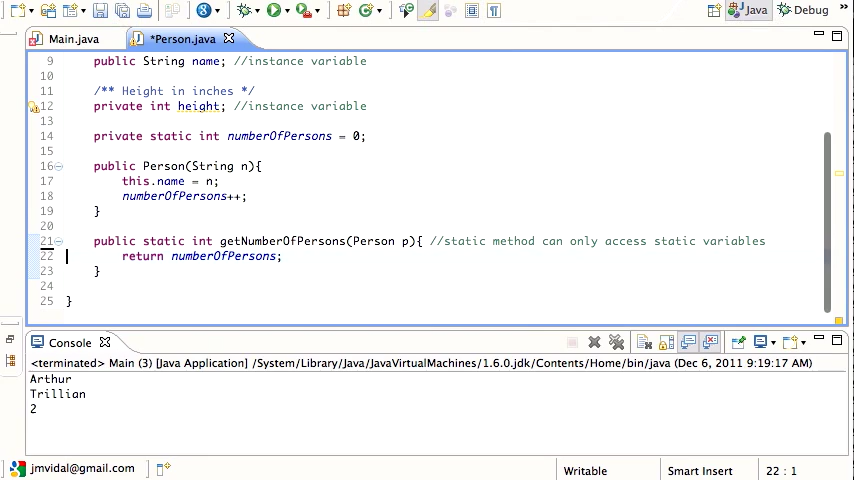 Java
Debug
Main.java
*Person.java
9 public String name; //instance variable
10
11 /** Height in inches */
12 private int height; //instance variable
13
14 private static int numberOfPersons = 0;
15
16 public Person(String n){
17 this.name = n;
18 numberOfPersons++;
19 }
20
21 public static int getNumberOfPersons(Person p){ //static method can only access static variables
22 return numberOfPersons;
23 }
24
25 }
Console
<terminated> Main (3) [Java Application] /System/Library/Java/JavaVirtualMachines/1.6.0.jdk/Contents/Home/bin/java (Dec 6, 2011 9:19:17 AM)
Arthur
Trillian
2
jmvidal@gmail.com
Writable
Smart Insert
22 : 1